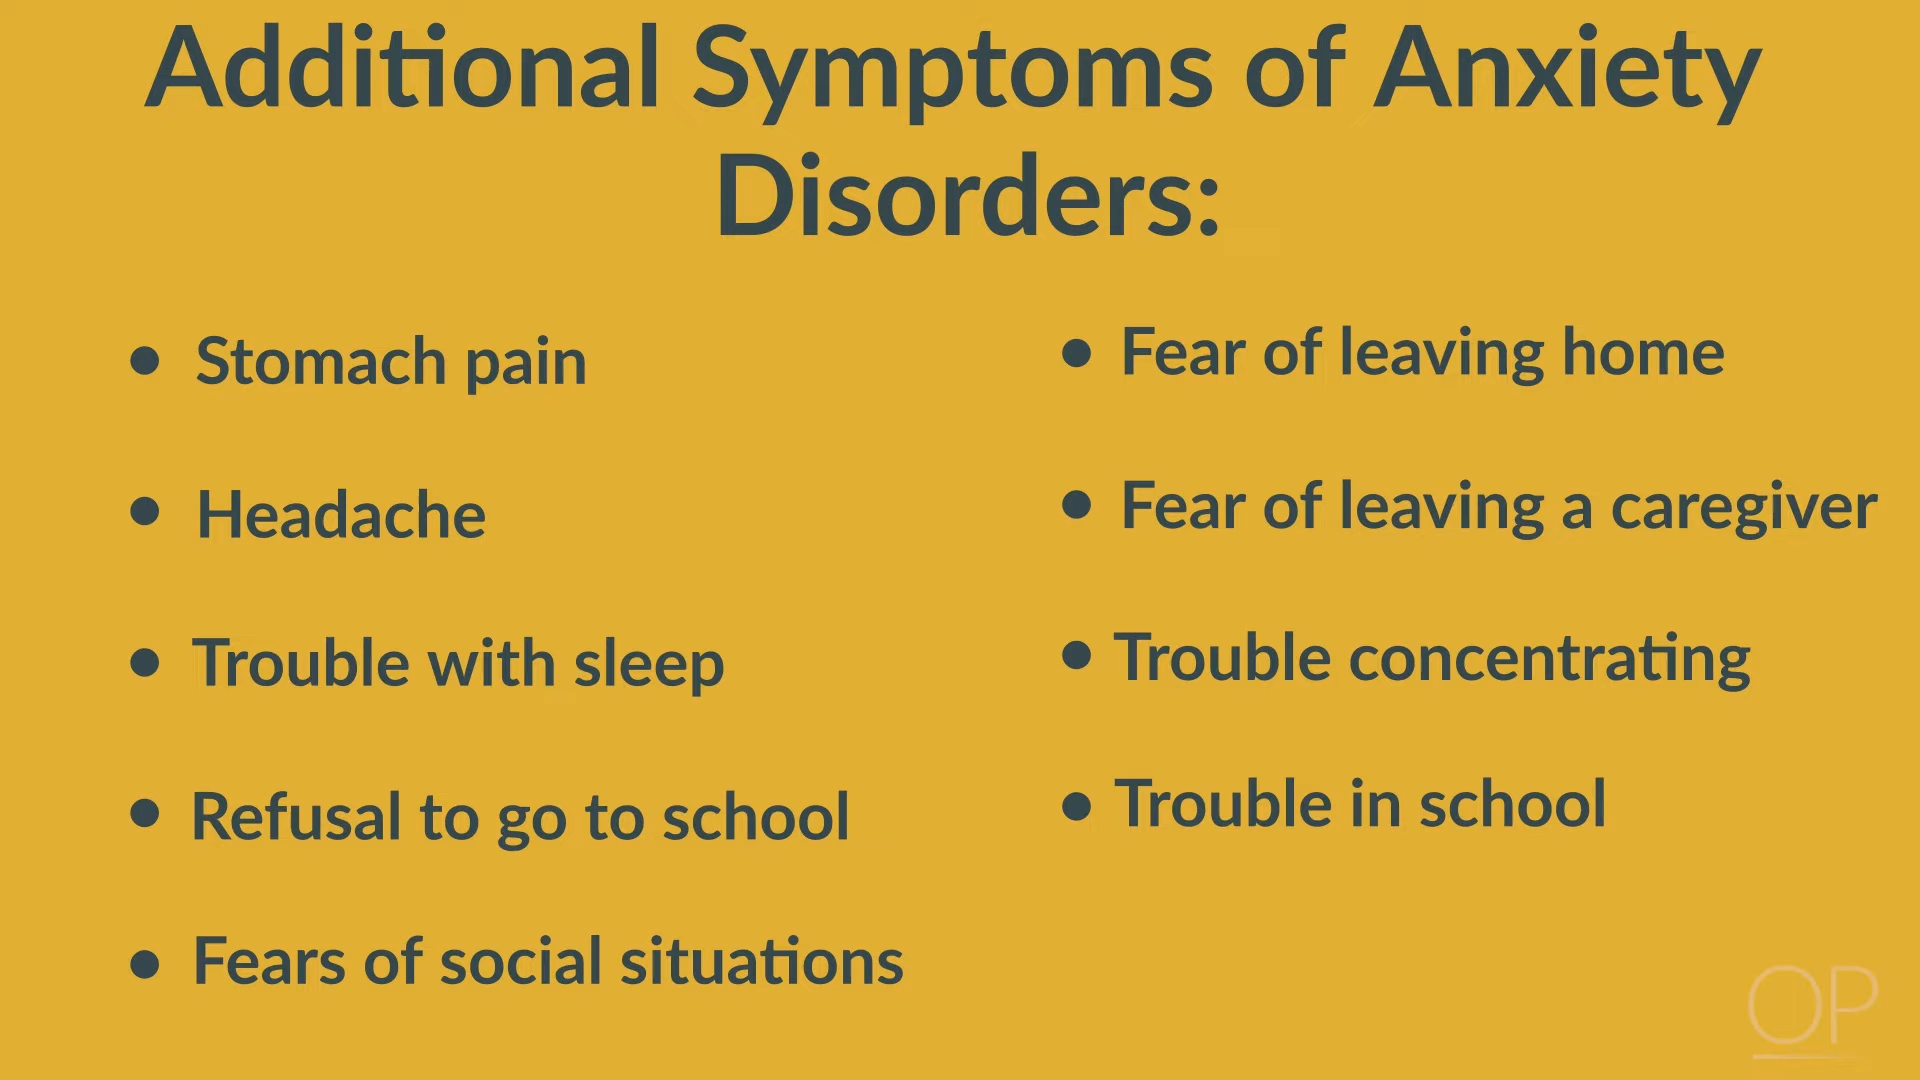 Additional Symptoms of Anxiety
Disorders:
• Stomach pain
• Headache
• Trouble with sleep
• Refusal to go to school
• Fears of social situations
• Fear of leaving home
• Fear of leaving a caregiver
• Trouble concentrating
• Trouble in school
OP